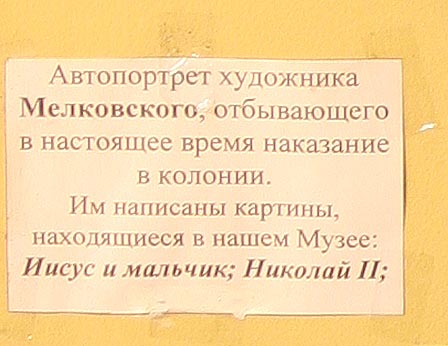 Автопортрет художника
Мелковского, отбывающего
в настоящее время наказание
в колонии.
Им написаны картины,
находящиеся в нашем Музее:
Иисус и мальчик; Николай II;